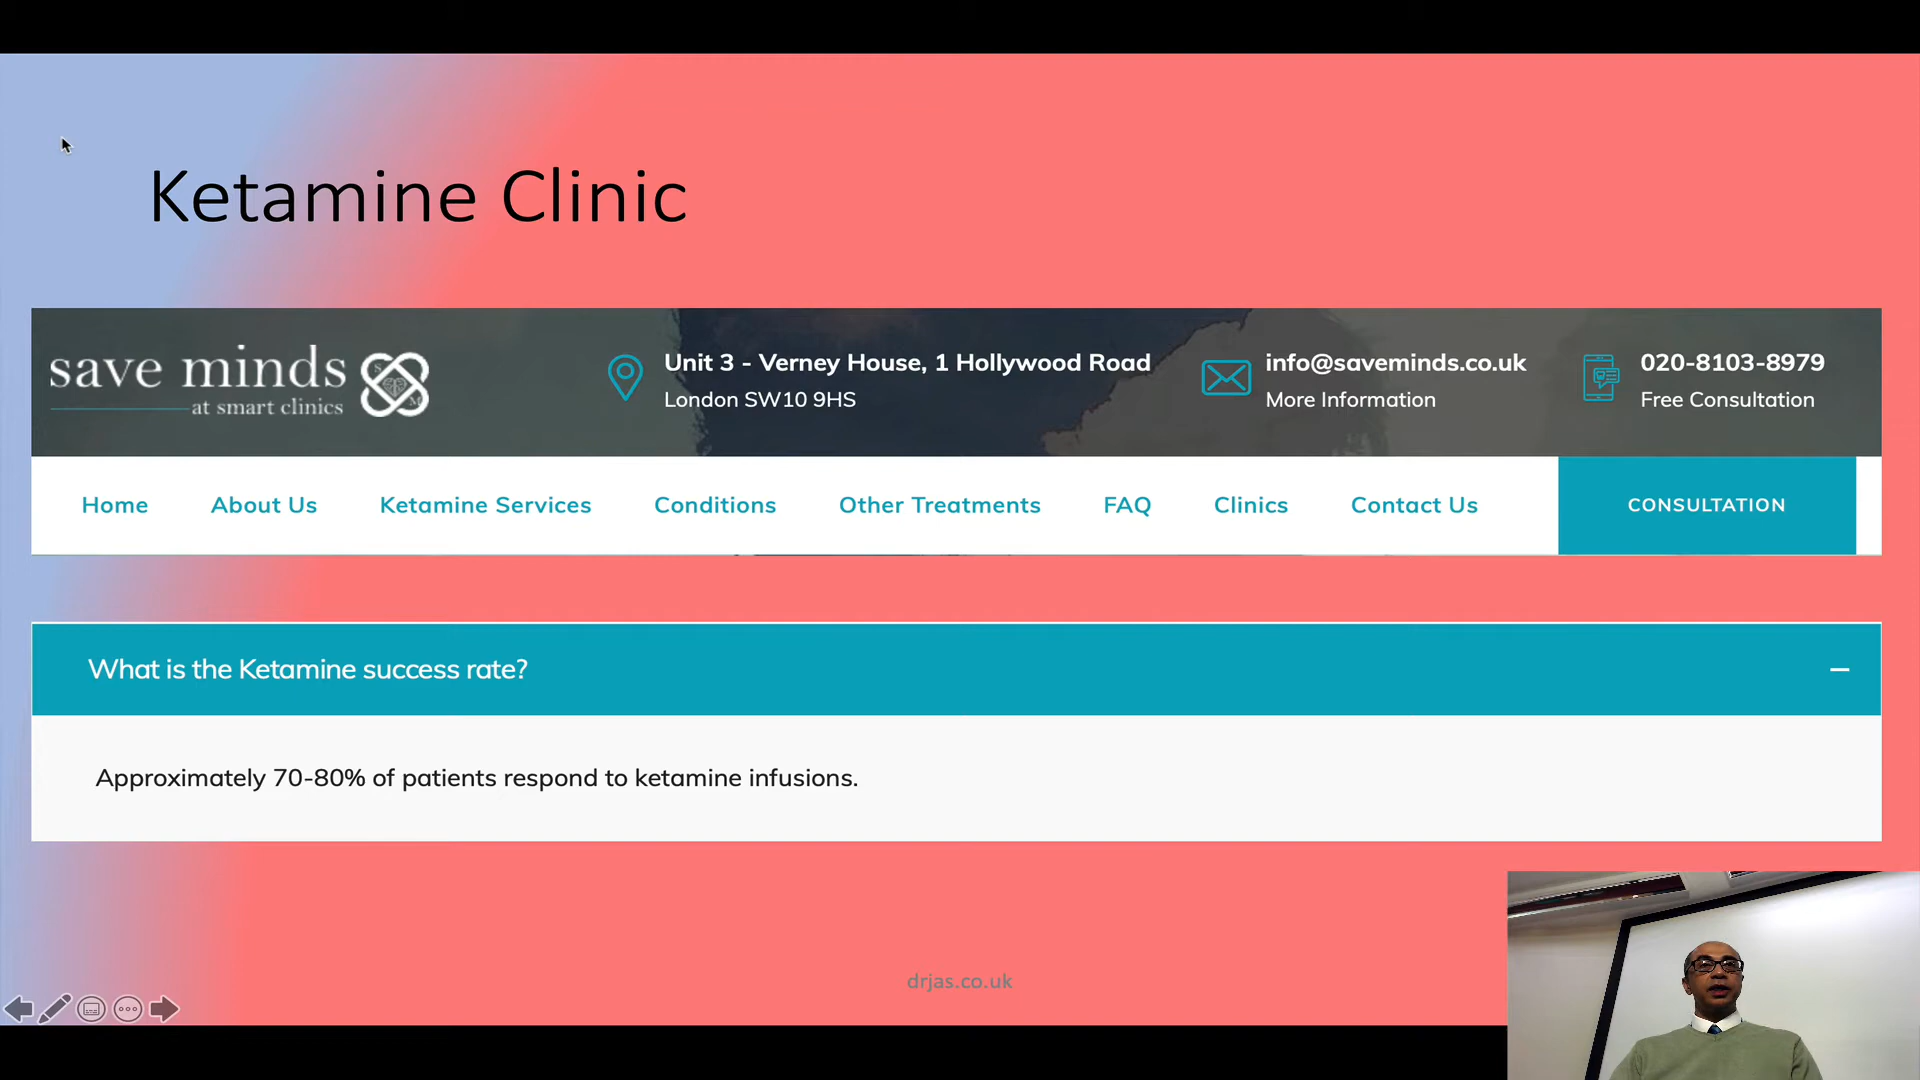 Ketamine Clinic
save minds
at smart clinics
Unit 3 - Verney House, 1 Hollywood Road
London SW10 9HS
info@saveminds.co.uk
More Information
020-8103-8979
Free Consultation
Home About Us Ketamine Services Conditions Other Treatments FAQ Clinics Contact Us CONSULTATION
What is the Ketamine success rate?
Approximately 70-80% of patients respond to ketamine infusions.
drjas.co.uk